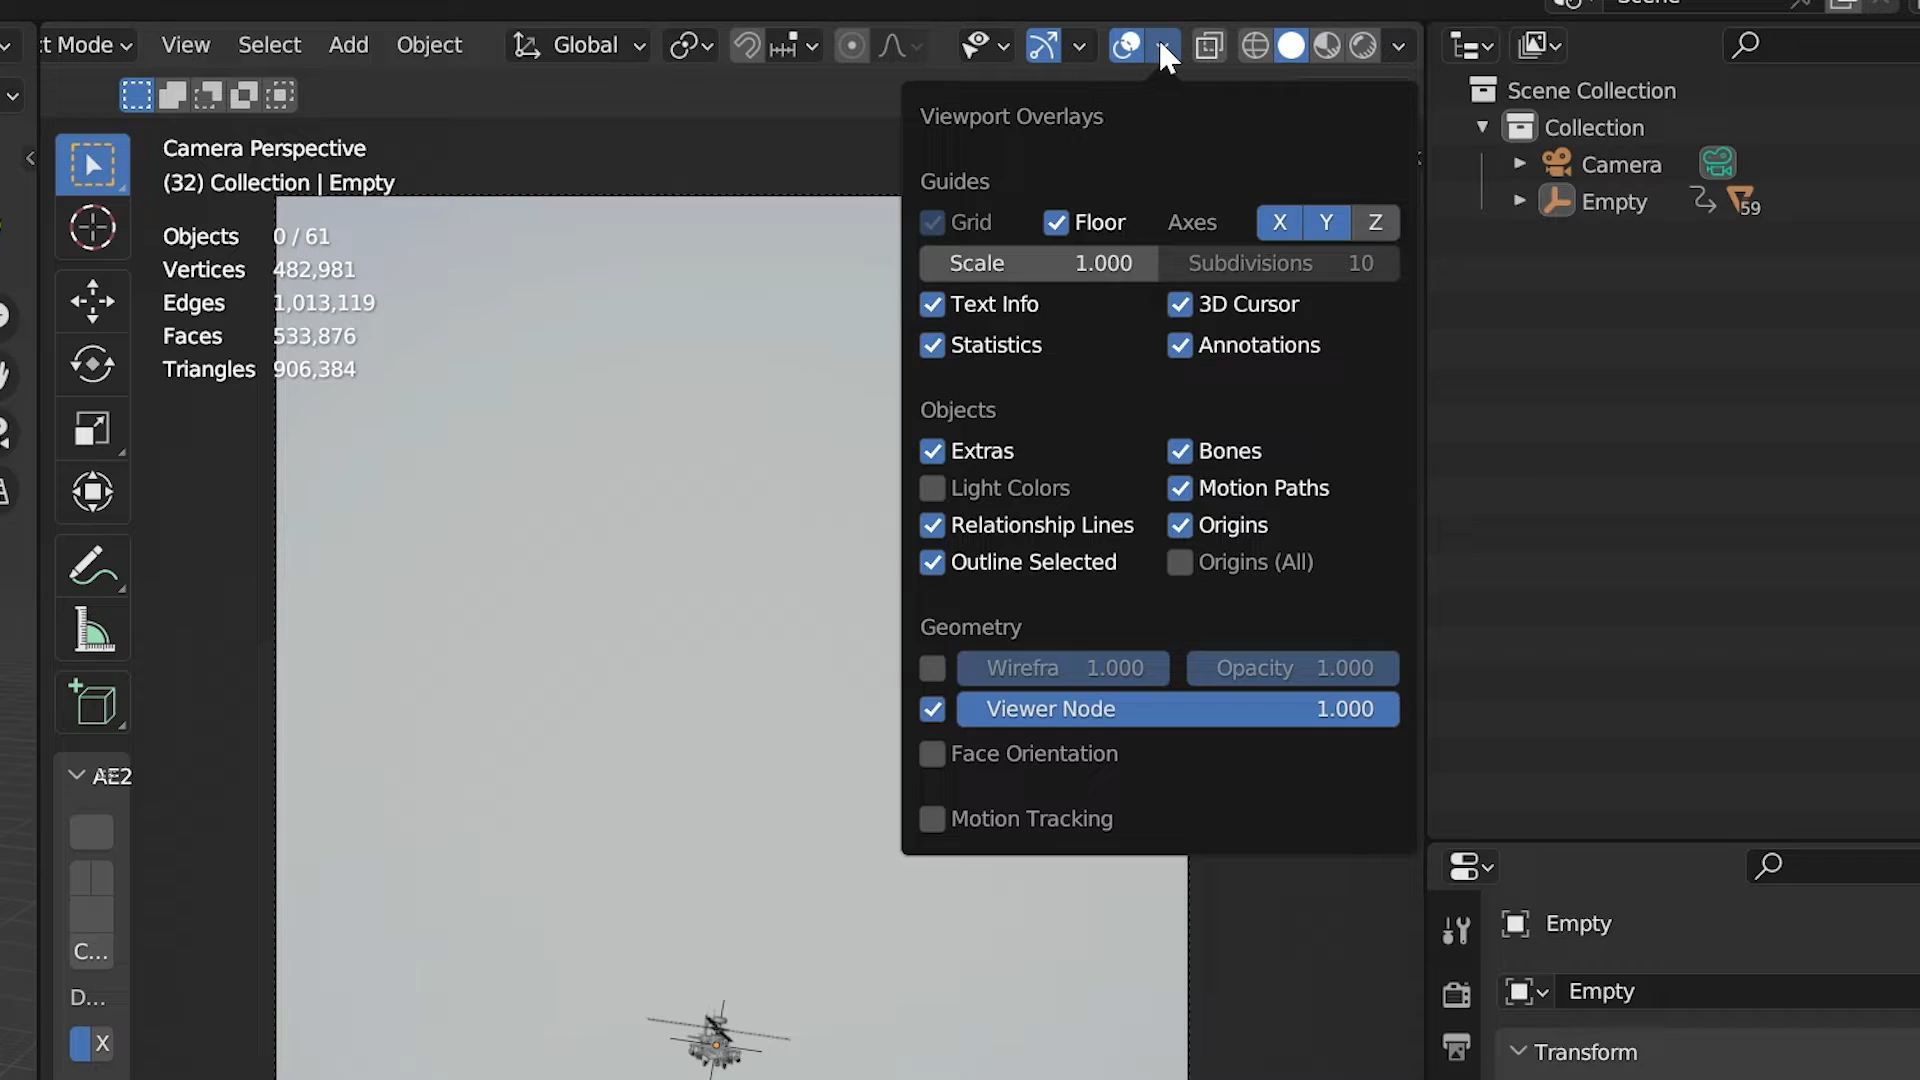 Scene
t Mode View Select Add Object Global
Viewport Overlays
Camera Perspective
(32) Collection | Empty
Objects 0 / 61
Vertices 482,981
Edges 1,013,119
Faces 533,876
Triangles 906,384
Guides
Grid Floor Axes X Y Z
Scale 1.000 Subdivisions 10
Text Info 3D Cursor
Statistics Annotations
Objects
Extras Bones
Light Colors Motion Paths
Relationship Lines Origins
Outline Selected Origins (All)
Geometry
Wirefra 1.000 Opacity 1.000
Viewer Node 1.000
Face Orientation
Motion Tracking
AE2
C...
D...
X
Scene Collection
Collection
Camera
Empty 59
Empty
Empty
Transform